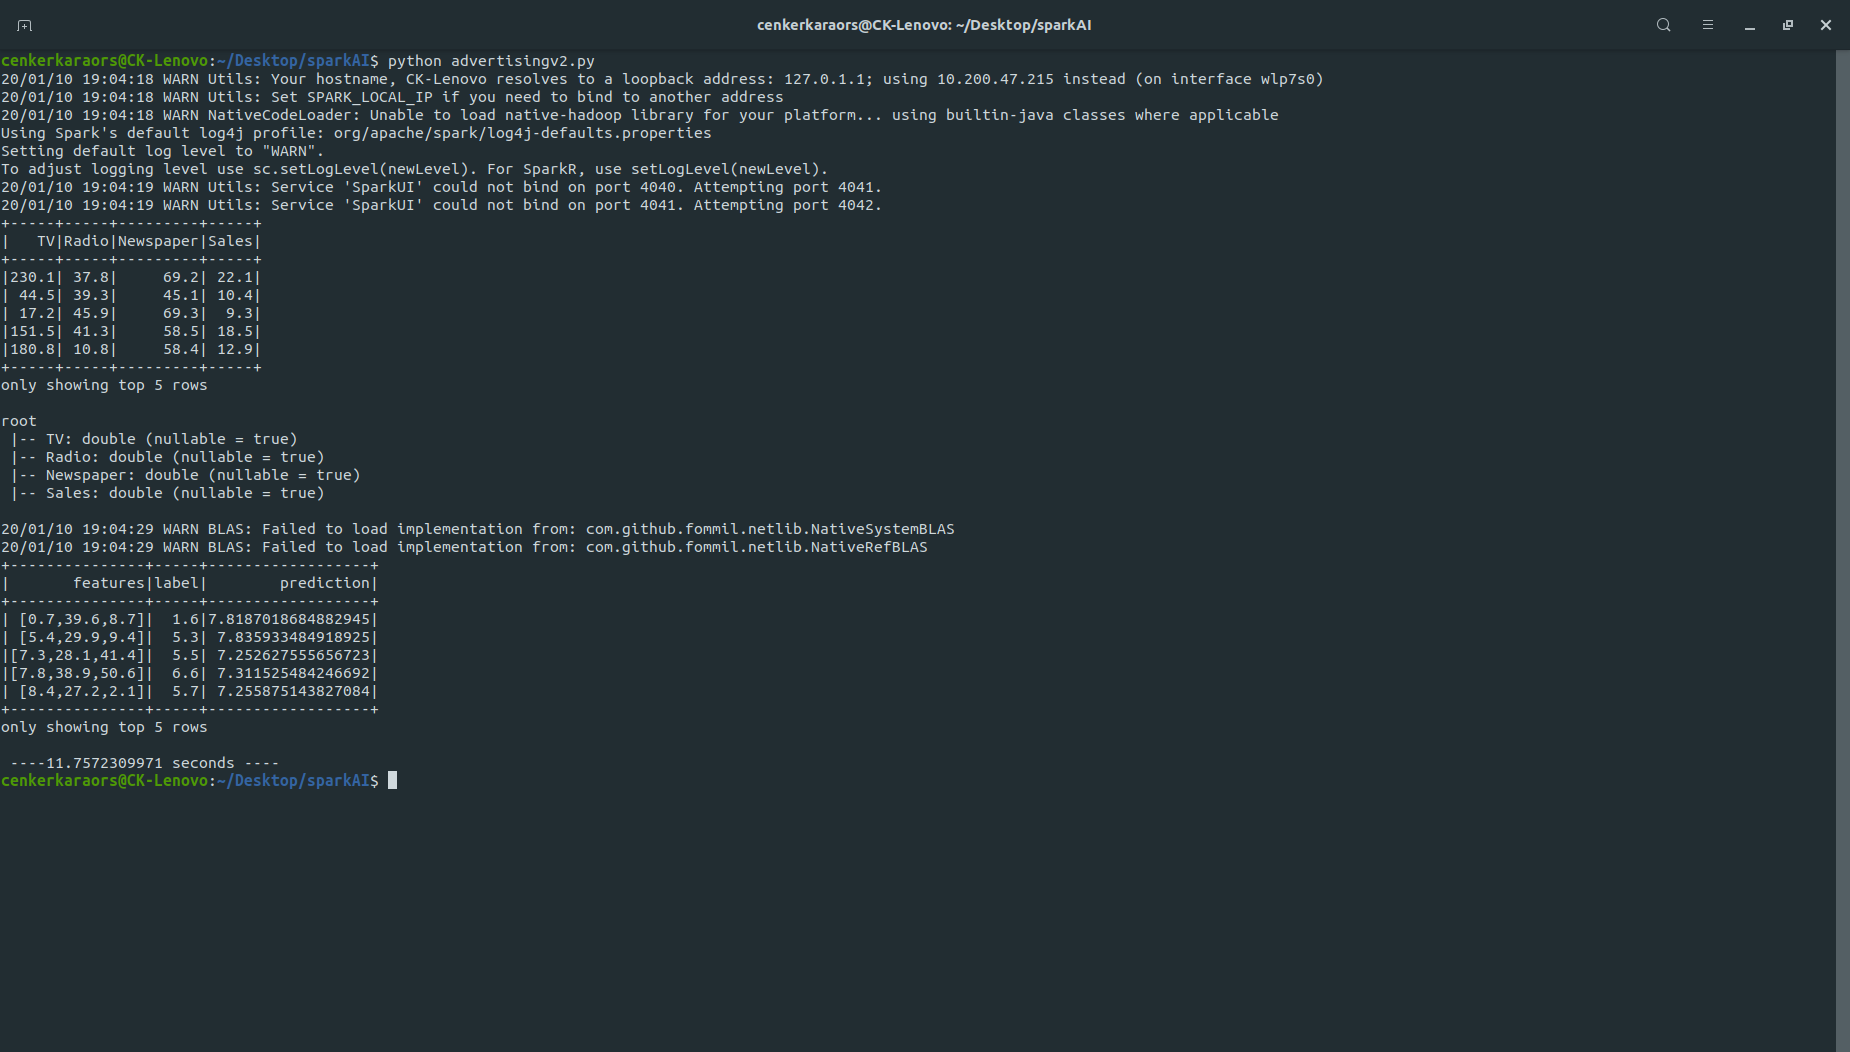 cenkerkaraors@CK-Lenovo: ~/Desktop/sparkAI
cenkerkaraors@CK-Lenovo:~/Desktop/sparkAI$ python advertisingv2.py
20/01/10 19:04:18 WARN Utils: Your hostname, CK-Lenovo resolves to a loopback address: 127.0.1.1; using 10.200.47.215 instead (on interface wlp7s0)
20/01/10 19:04:18 WARN Utils: Set SPARK_LOCAL_IP if you need to bind to another address
20/01/10 19:04:18 WARN NativeCodeLoader: Unable to load native-hadoop library for your platform... using builtin-java classes where applicable
Using Spark's default log4j profile: org/apache/spark/log4j-defaults.properties
Setting default log level to "WARN".
To adjust logging level use sc.setLogLevel(newLevel). For SparkR, use setLogLevel(newLevel).
20/01/10 19:04:19 WARN Utils: Service 'SparkUI' could not bind on port 4040. Attempting port 4041.
20/01/10 19:04:19 WARN Utils: Service 'SparkUI' could not bind on port 4041. Attempting port 4042.
+-----+-----+---------+-----+
|   TV|Radio|Newspaper|Sales|
+-----+-----+---------+-----+
|230.1| 37.8|     69.2| 22.1|
| 44.5| 39.3|     45.1| 10.4|
| 17.2| 45.9|     69.3|  9.3|
|151.5| 41.3|     58.5| 18.5|
|180.8| 10.8|     58.4| 12.9|
+-----+-----+---------+-----+
only showing top 5 rows

root
 |-- TV: double (nullable = true)
 |-- Radio: double (nullable = true)
 |-- Newspaper: double (nullable = true)
 |-- Sales: double (nullable = true)

20/01/10 19:04:29 WARN BLAS: Failed to load implementation from: com.github.fommil.netlib.NativeSystemBLAS
20/01/10 19:04:29 WARN BLAS: Failed to load implementation from: com.github.fommil.netlib.NativeRefBLAS
+---------------+-----+------------------+
|       features|label|        prediction|
+---------------+-----+------------------+
| [0.7,39.6,8.7]|  1.6|7.8187018684882945|
| [5.4,29.9,9.4]|  5.3| 7.835933484918925|
|[7.3,28.1,41.4]|  5.5| 7.252627555656723|
|[7.8,38.9,50.6]|  6.6| 7.311525484246692|
| [8.4,27.2,2.1]|  5.7| 7.255875143827084|
+---------------+-----+------------------+
only showing top 5 rows

 ----11.7572309971 seconds ----
cenkerkaraors@CK-Lenovo:~/Desktop/sparkAI$